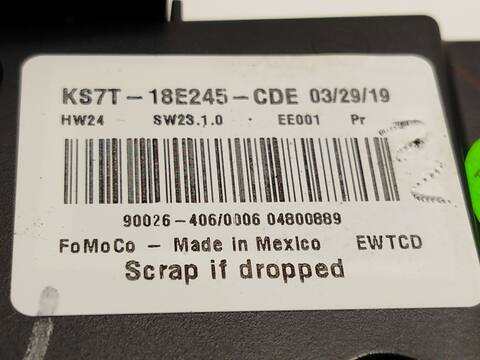 KS7T-18E245-CDE 03/29/19
HW24 SW23.1.0 EE001 Pr
90026-406/0006 04800889
FoMoCo - Made in Mexico EWTCD
Scrap if dropped